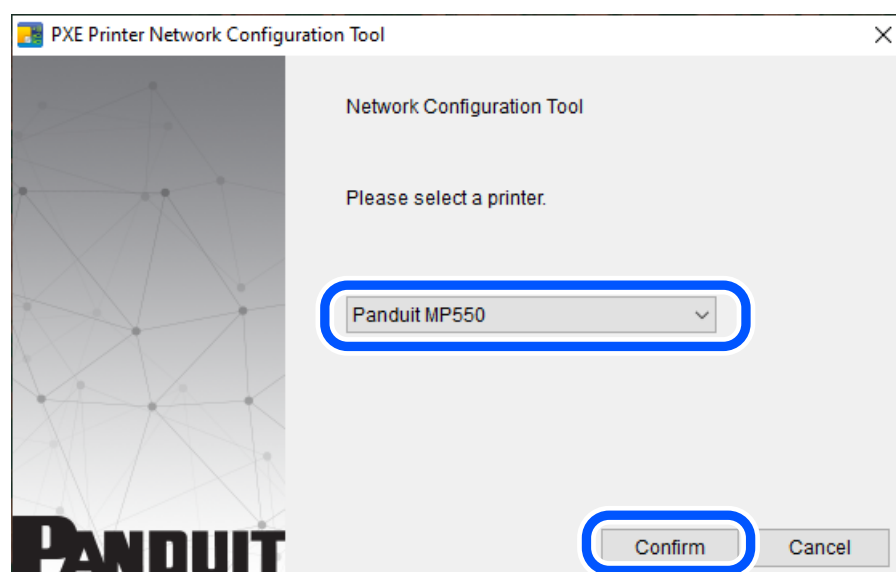 PXE Printer Network Configuration Tool
Network Configuration Tool
Please select a printer.
Panduit MP550
Confirm
Cancel
PANDUIT